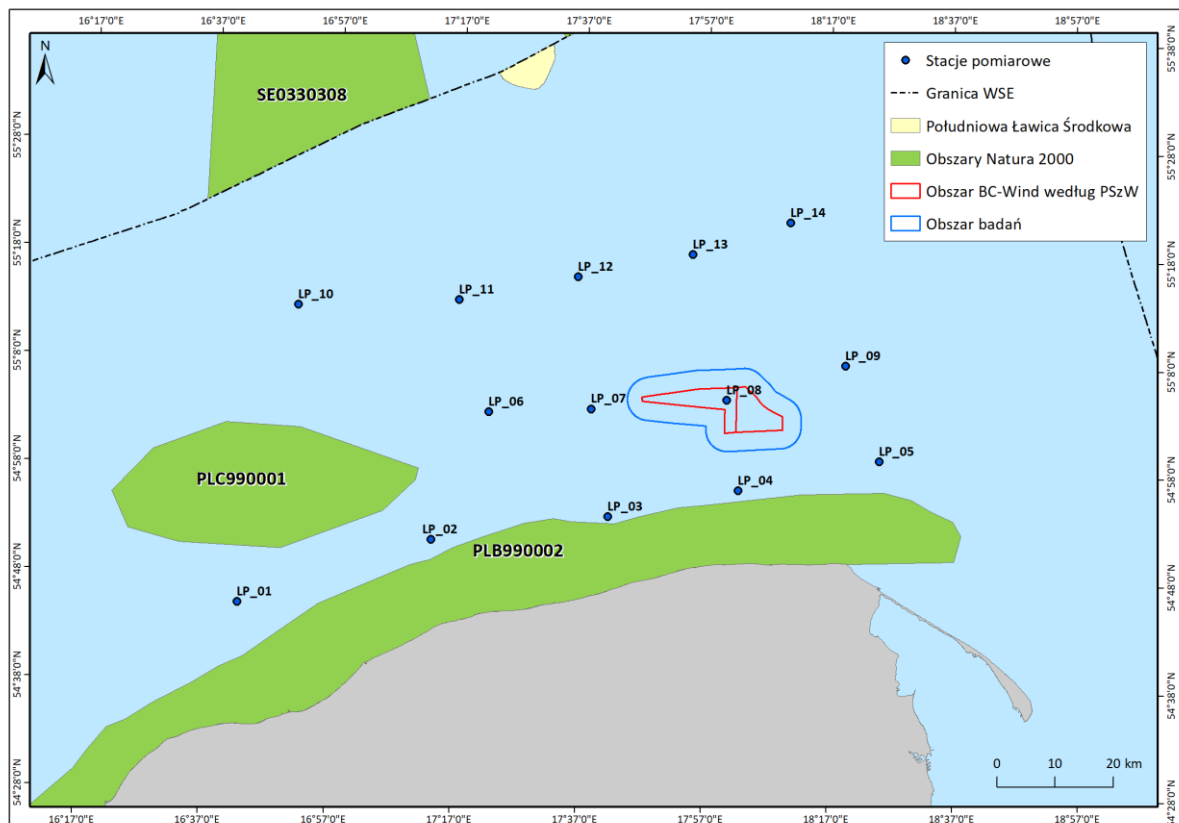 16°17'0"E 16°37'0"E 16°57'0"E 17°17'0"E 17°37'0"E 17°57'0"E 18°17'0"E 18°37'0"E 18°57'0"E
N
SE0330308
Stacje pomiarowe
Granica WSE
Południowa Ławica Środkowa
Obszary Natura 2000
Obszar BC-Wind według PSzW
Obszar badań
55°38'0"N
55°28'0"N
55°28'0"N
LP_14
55°18'0"N
LP_13
55°18'0"N
LP_12
LP_10
LP_11
55°8'0"N
LP_09
55°8'0"N
LP_06
LP_07
LP_08
54°58'0"N
LP_05
PLC990001
LP_04
54°58'0"N
LP_03
LP_02
PLB990002
54°48'0"N
LP_01
54°48'0"N
54°38'0"N
54°38'0"N
0 10 20 km
54°28'0"N
54°28'0"N
16°17'0"E 16°37'0"E 16°57'0"E 17°17'0"E 17°37'0"E 17°57'0"E 18°17'0"E 18°37'0"E 18°57'0"E